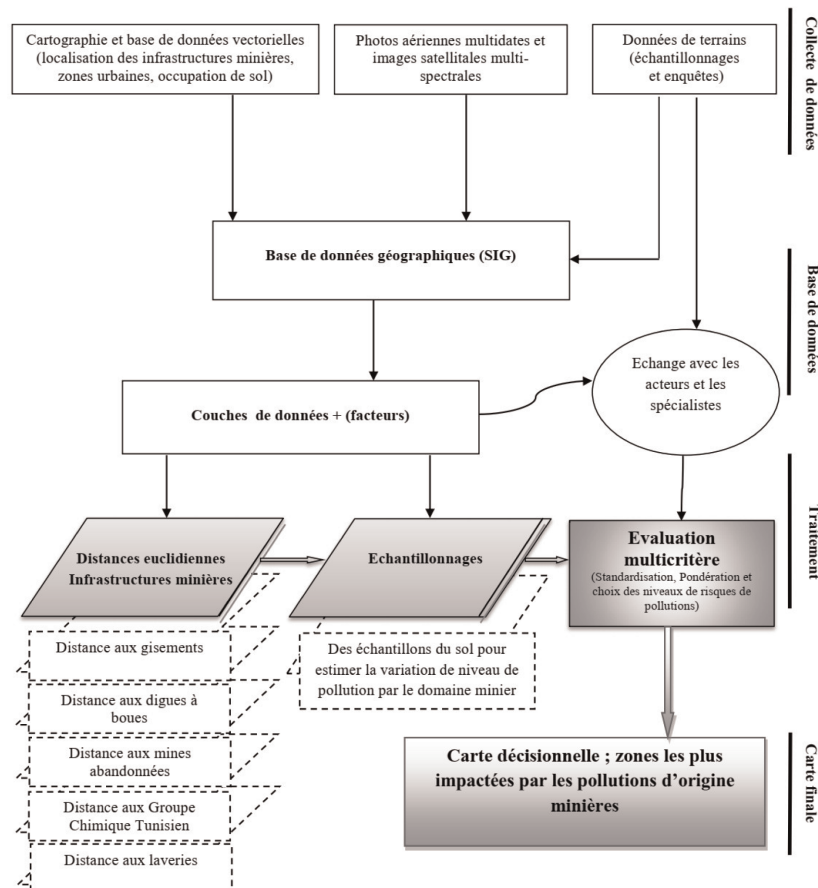 Cartographie et base de données vectorielles
(localisation des infrastructures minières,
zones urbaines, occupation de sol)
Photos aériennes multidates et
images satellitales multi-
spectrales
Données de terrains
(échantillonnages
et enquêtes)
Collecte de données
Base de données géographiques (SIG)
Base de données
Echange avec les
acteurs et les
spécialistes
Couches de données + (facteurs)
Traitement
Distances euclidiennes
Infrastructures minières
Echantillonnages
Evaluation
multicritère
(Standardisation, Pondération et
choix des niveaux de risques de
pollutions)
Distance aux gisements
Distance aux digues à
boues
Distance aux mines
abandonnées
Distance aux Groupe
Chimique Tunisien
Distance aux laveries
Des échantillons du sol pour
estimer la variation de niveau de
pollution par le domaine minier
Carte décisionnelle ; zones les plus
impactées par les pollutions d’origine
minières
Carte finale